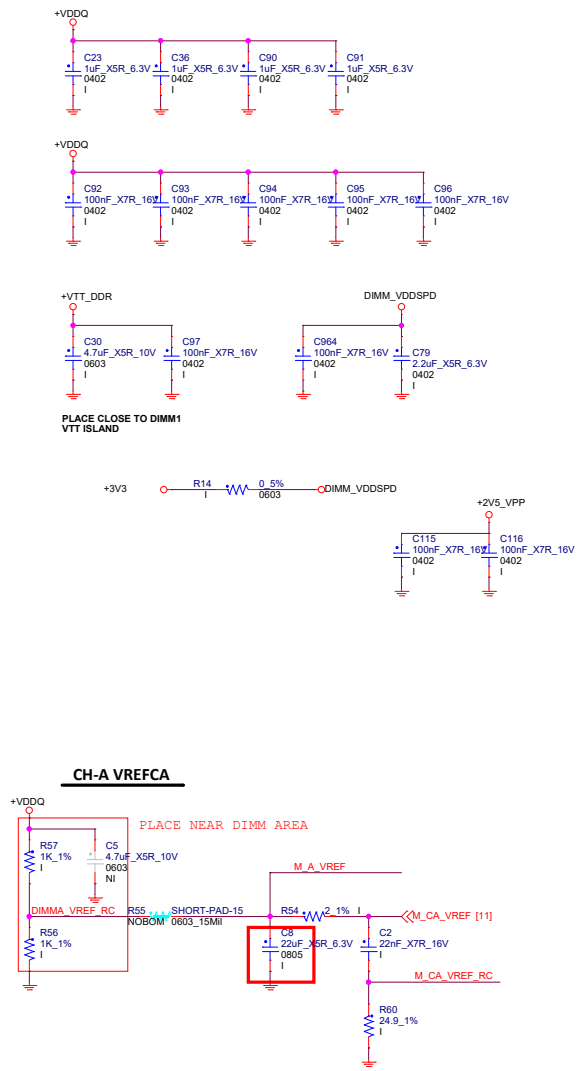 +VDDQ
C23
1uF_X5R_6.3V
0402
I
C36
1uF_X5R_6.3V
0402
I
C90
1uF_X5R_6.3V
0402
I
C91
1uF_X5R_6.3V
0402
I
+VDDQ
C92
100nF_X7R_16V
0402
I
C93
100nF_X7R_16V
0402
I
C94
100nF_X7R_16V
0402
I
C95
100nF_X7R_16V
0402
I
C96
100nF_X7R_16V
0402
I
+VTT_DDR
C30
4.7uF_X5R_10V
0603
I
C97
100nF_X7R_16V
0402
I
DIMM_VDDSPD
C964
100nF_X7R_16V
0402
I
C79
2.2uF_X5R_6.3V
0402
I
PLACE CLOSE TO DIMM1
VTT ISLAND
+3V3
R14
I
0_5%
0603
DIMM_VDDSPD
+2V5_VPP
C115
100nF_X7R_16V
0402
I
C116
100nF_X7R_16V
0402
I
CH-A VREFCA
+VDDQ
PLACE NEAR DIMM AREA
R57
1K_1%
I
C5
4.7uF_X5R_10V
0603
NI
M_A_VREF
DIMMA_VREF_RC
R55
NOBOM
SHORT-PAD-15
0603_15Mil
R54
2_1%
I
M_CA_VREF [11]
R56
1K_1%
I
C8
22uF_X5R_6.3V
0805
I
C2
22nF_X7R_16V
I
M_CA_VREF_RC
R60
24.9_1%
I